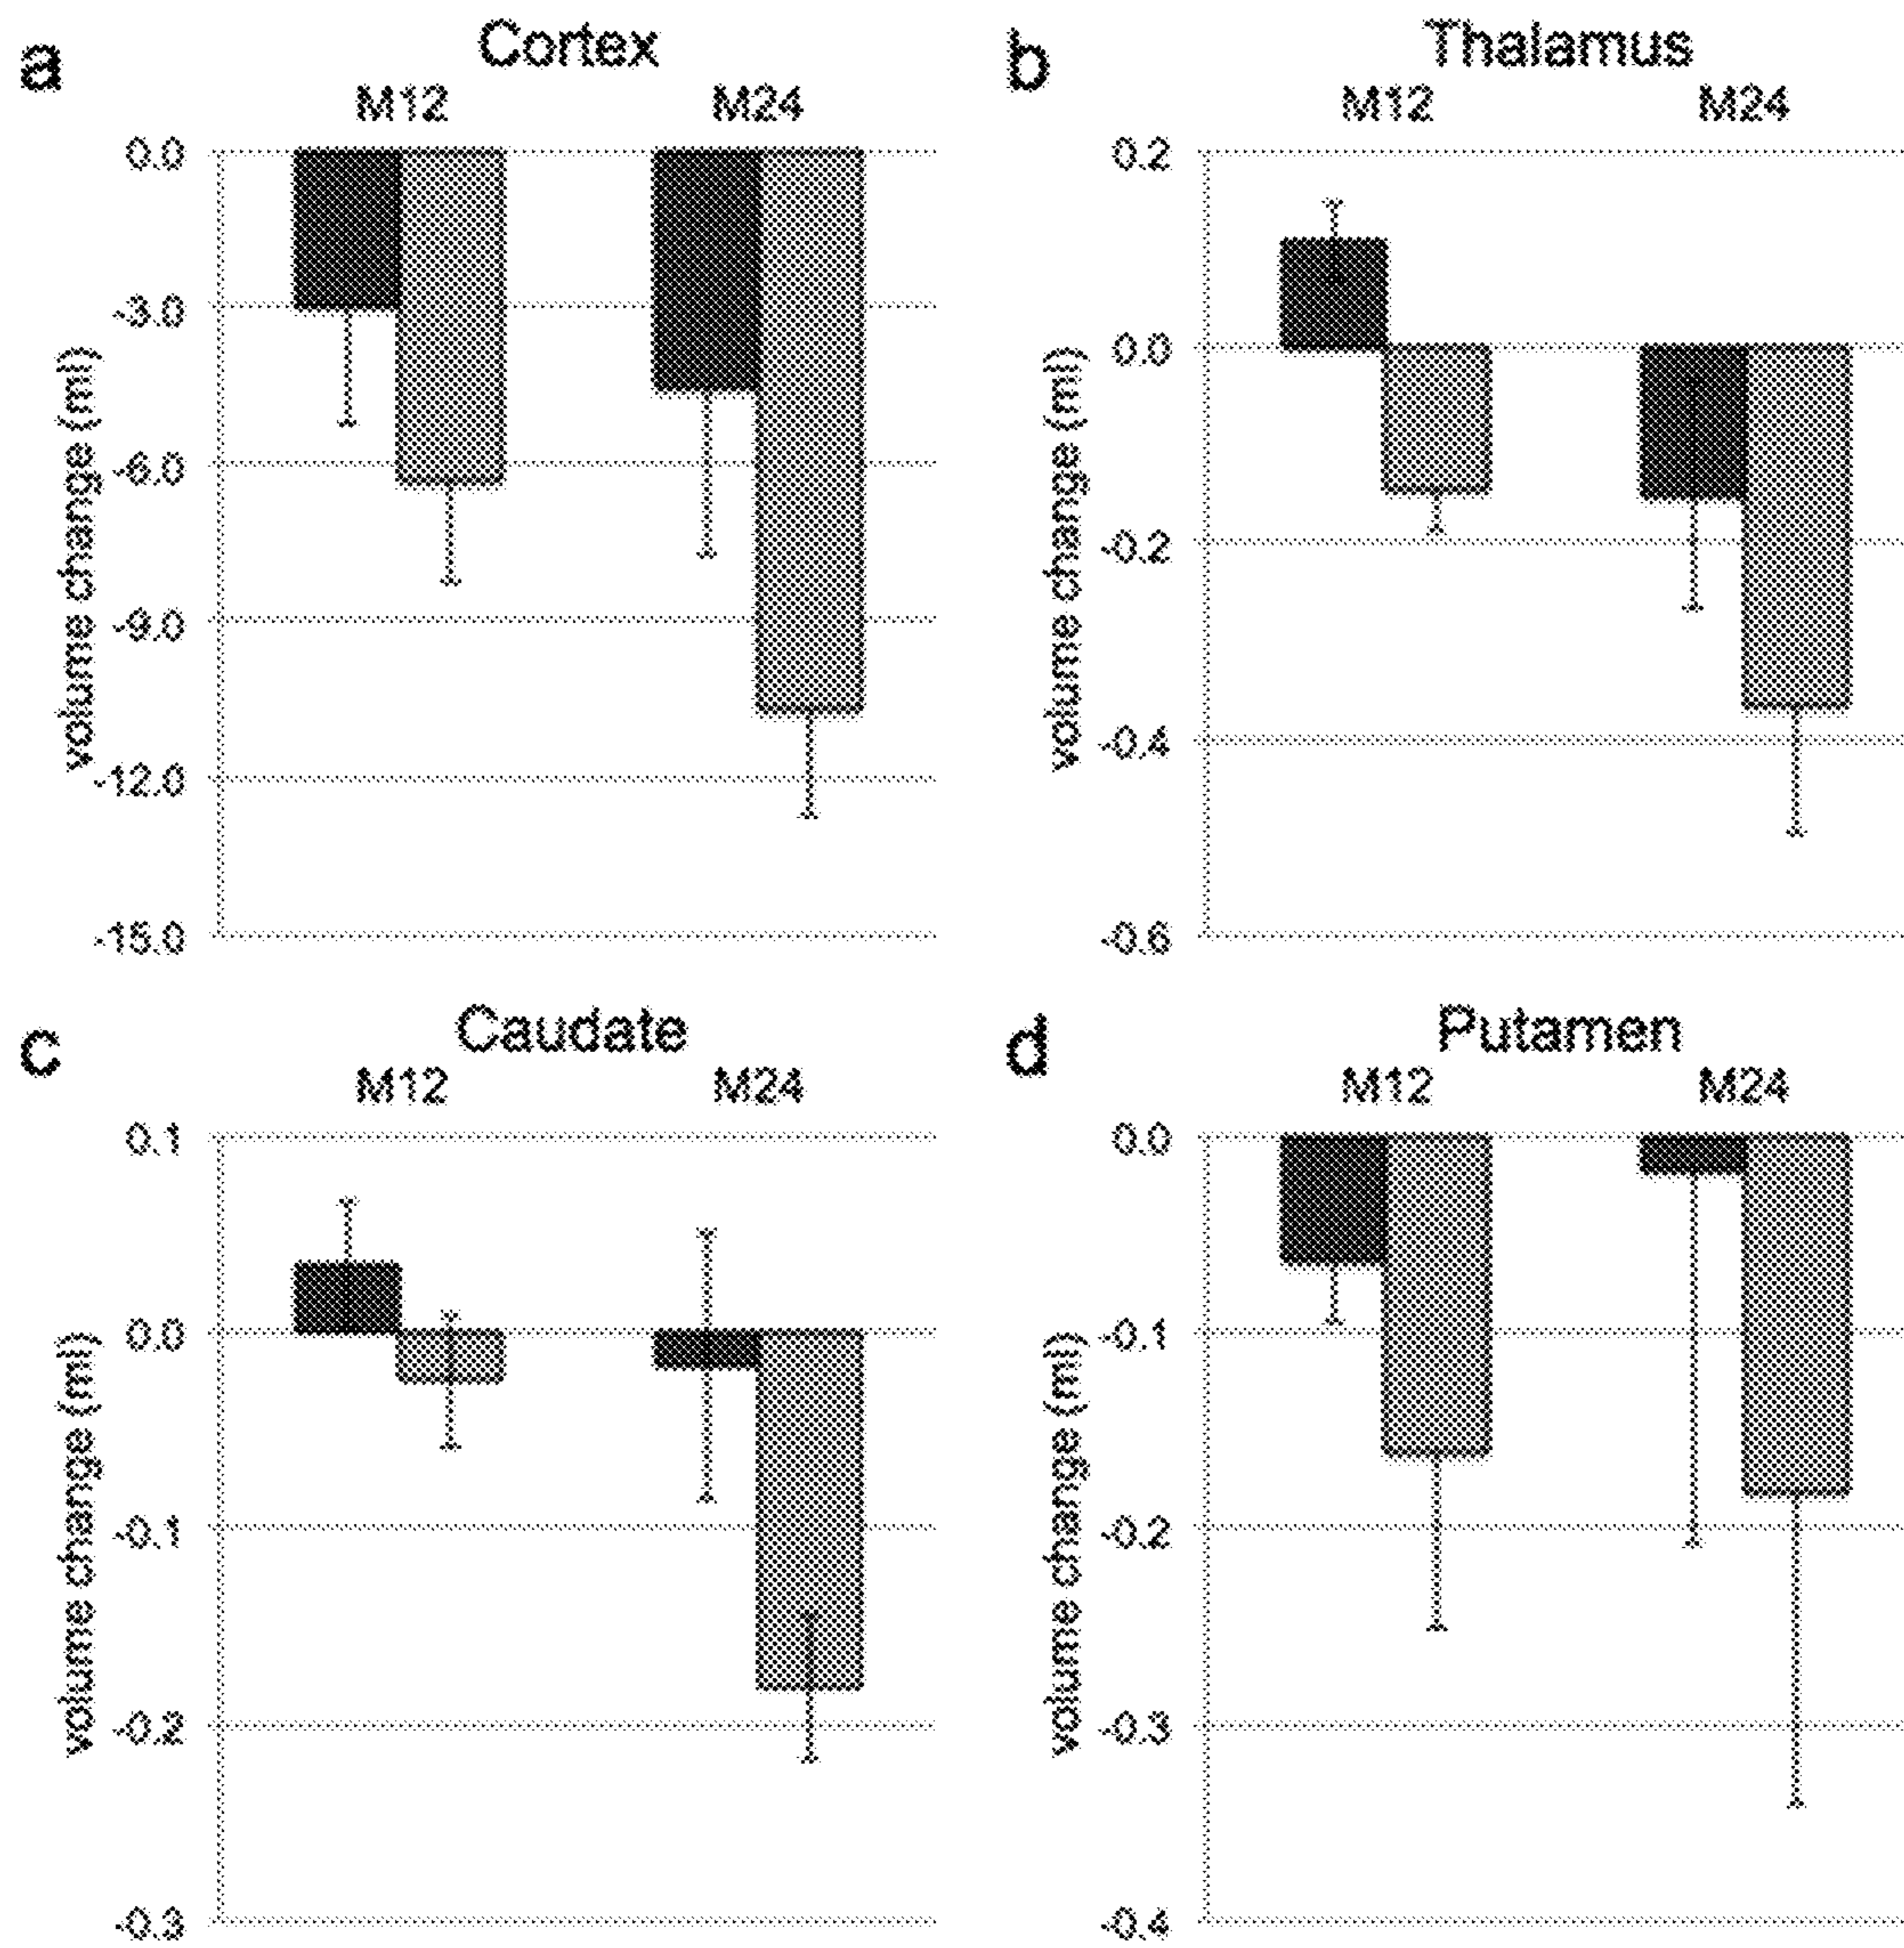 a
Cortex
M12 M24
0.0
-3.0
-6.0
-9.0
-12.0
-15.0
volume change (ml)
b
Thalamus
M12 M24
0.2
0.0
-0.2
-0.4
-0.6
volume change (ml)
c
Caudate
M12 M24
0.1
0.0
-0.1
-0.2
-0.3
volume change (ml)
d
Putamen
M12 M24
0.0
-0.1
-0.2
-0.3
-0.4
volume change (ml)